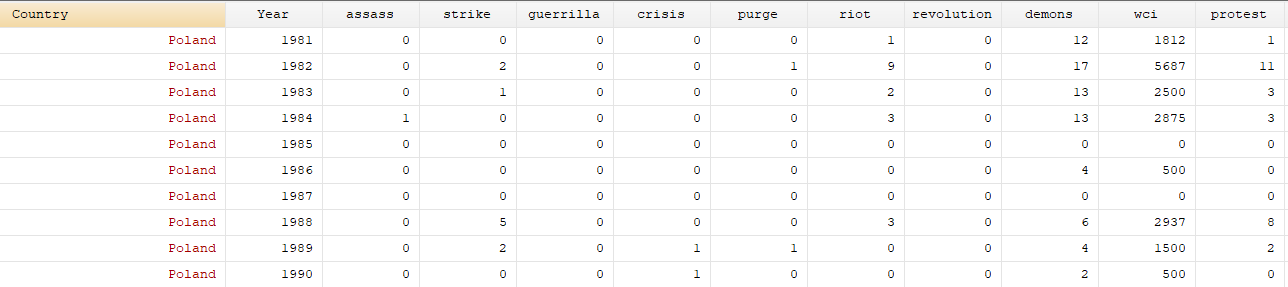 Country Year assass strike guerrilla crisis purge riot revolution demons wci protest
Poland 1981 0 0 0 0 0 1 0 12 1812 1
Poland 1982 0 2 0 0 1 9 0 17 5687 11
Poland 1983 0 1 0 0 0 2 0 13 2500 3
Poland 1984 1 0 0 0 0 3 0 13 2875 3
Poland 1985 0 0 0 0 0 0 0 0 0 0
Poland 1986 0 0 0 0 0 0 0 4 500 0
Poland 1987 0 0 0 0 0 0 0 0 0 0
Poland 1988 0 5 0 0 0 3 0 6 2937 8
Poland 1989 0 2 0 1 1 0 0 4 1500 2
Poland 1990 0 0 0 1 0 0 0 2 500 0